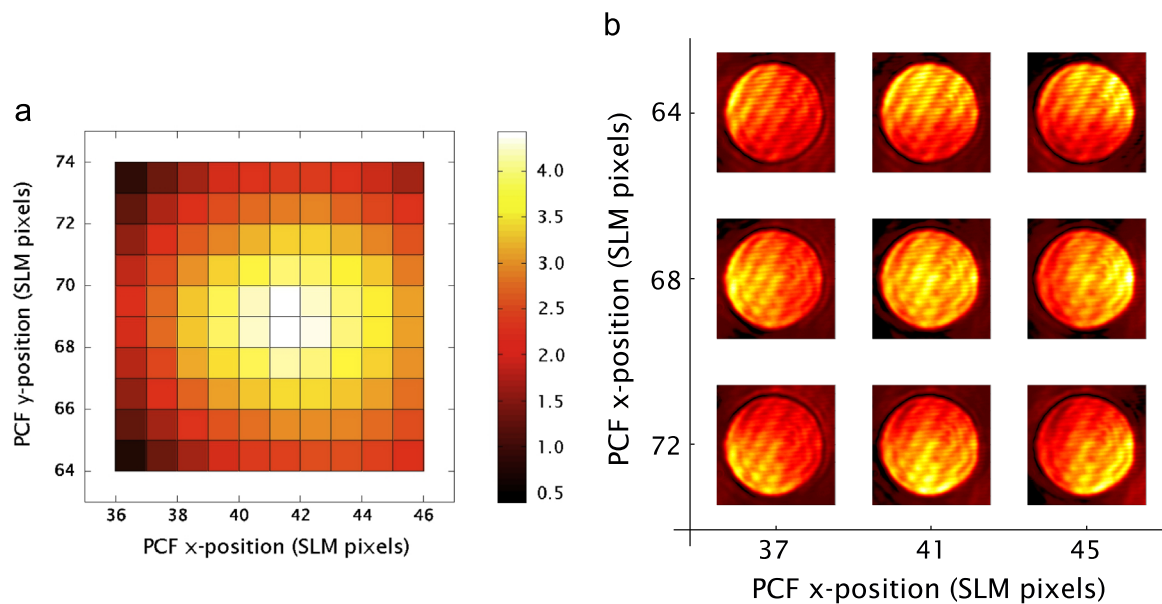 a
PCF y-position (SLM pixels)
74
72
70
68
66
64
36 38 40 42 44 46
PCF x-position (SLM pixels)
4.0
3.5
3.0
2.5
2.0
1.5
1.0
0.5
b
PCF x-position (SLM pixels)
64
68
72
37 41 45
PCF x-position (SLM pixels)